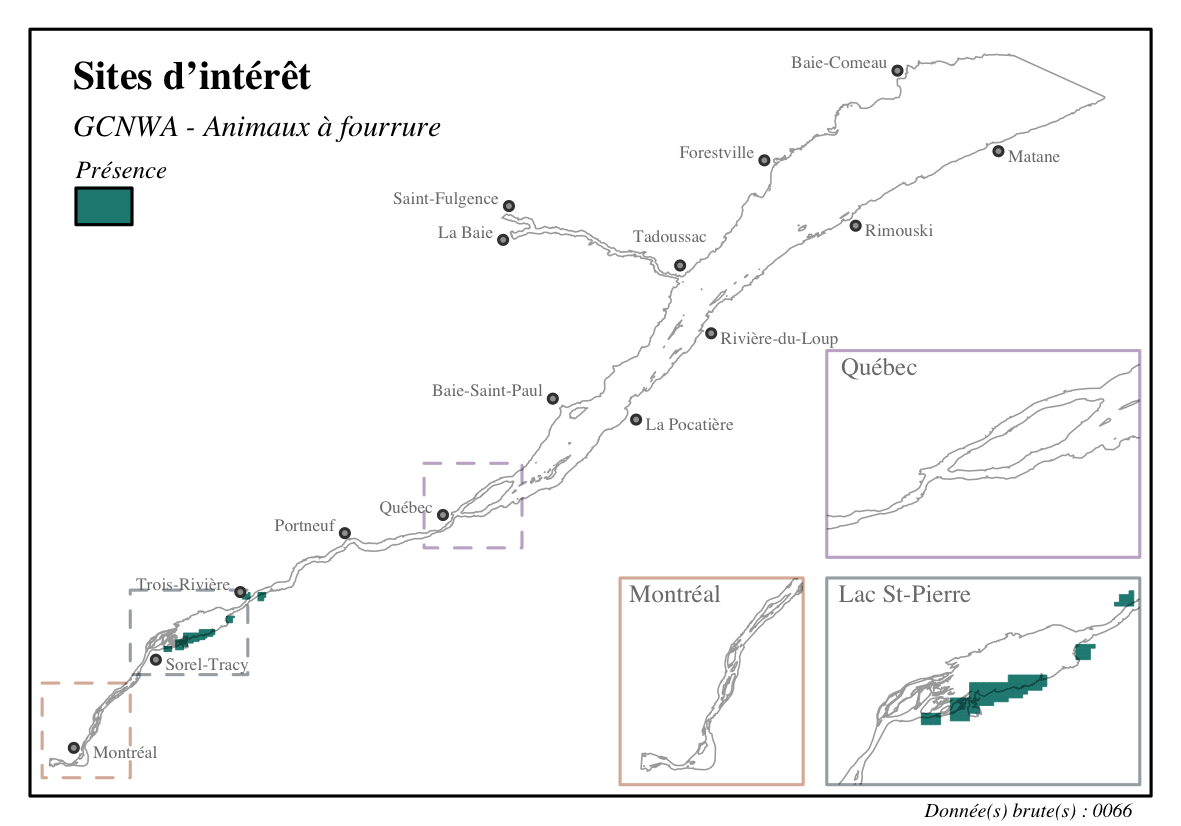 Sites d’intérêt
GCNWA - Animaux à fourrure
Présence
Baie-Comeau
Forestville
Matane
Saint-Fulgence
La Baie
Tadoussac
Rimouski
Rivière-du-Loup
Baie-Saint-Paul
La Pocatière
Québec
Portneuf
Trois-Rivière
Sorel-Tracy
Montréal
Québec
Montréal
Lac St-Pierre
Donnée(s) brute(s) : 0066